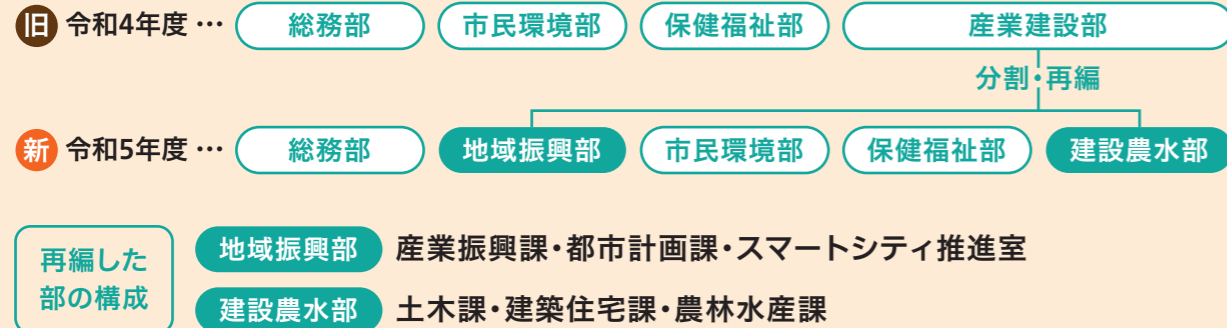 旧 令和4年度 … 総務部 市民環境部 保健福祉部 産業建設部
分割・再編
新 令和5年度 … 総務部 地域振興部 市民環境部 保健福祉部 建設農水部
再編した
部の構成
地域振興部 産業振興課・都市計画課・スマートシティ推進室
建設農水部 土木課・建築住宅課・農林水産課